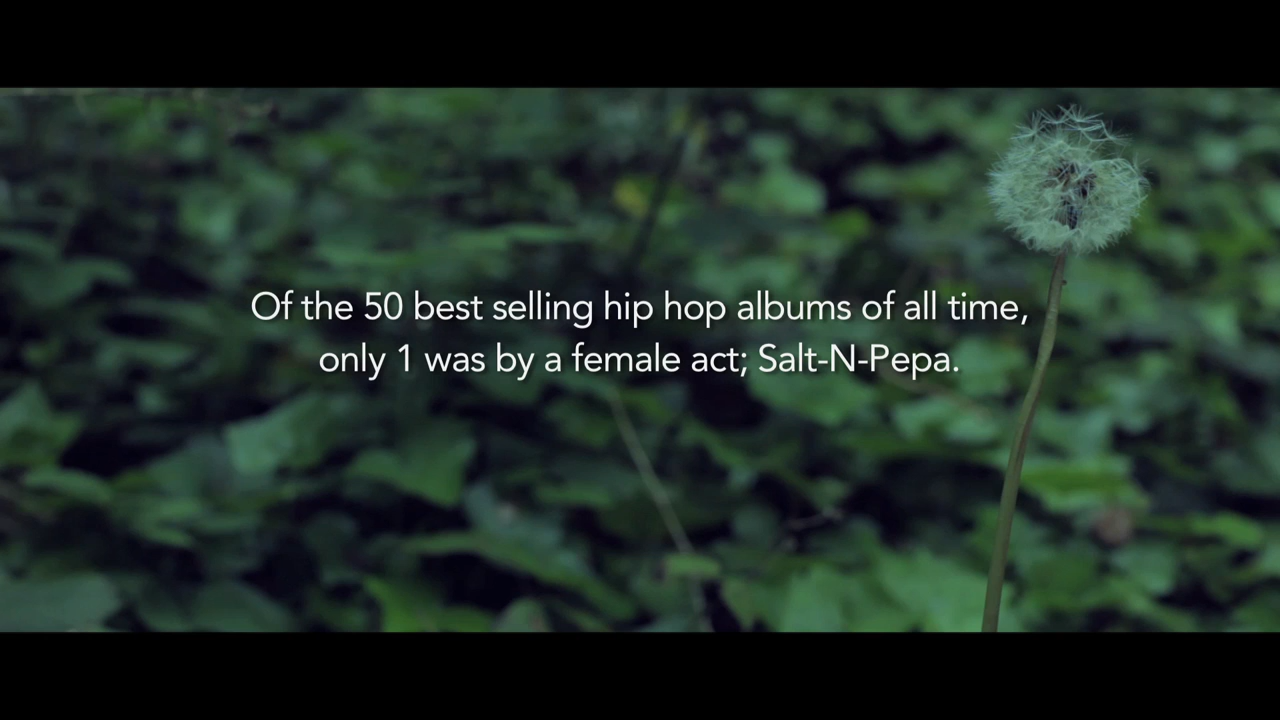 Of the 50 best selling hip hop albums of all time,
only 1 was by a female act; Salt-N-Pepa.